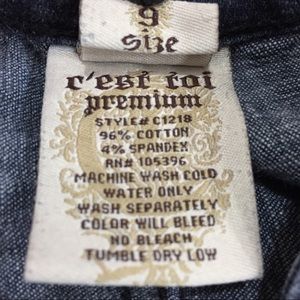 9
size
c'est toi
premium
STYLE# C1218
96% COTTON
4% SPANDEX
RN# 105396
MACHINE WASH COLD
WATER ONLY
WASH SEPARATELY
COLOR WILL BLEED
NO BLEACH
TUMBLE DRY LOW